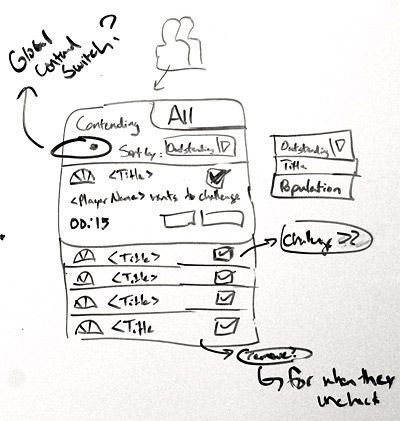 Global
Contend
Switch?
Contending
All
Sort by: Outstanding
<Title>
<Player Name> wants to challenge
00:15
<Title>
<Title>
<Title>
<Title
Outstanding
Title
Population
Challenge??
remove?
for when they
uncheck